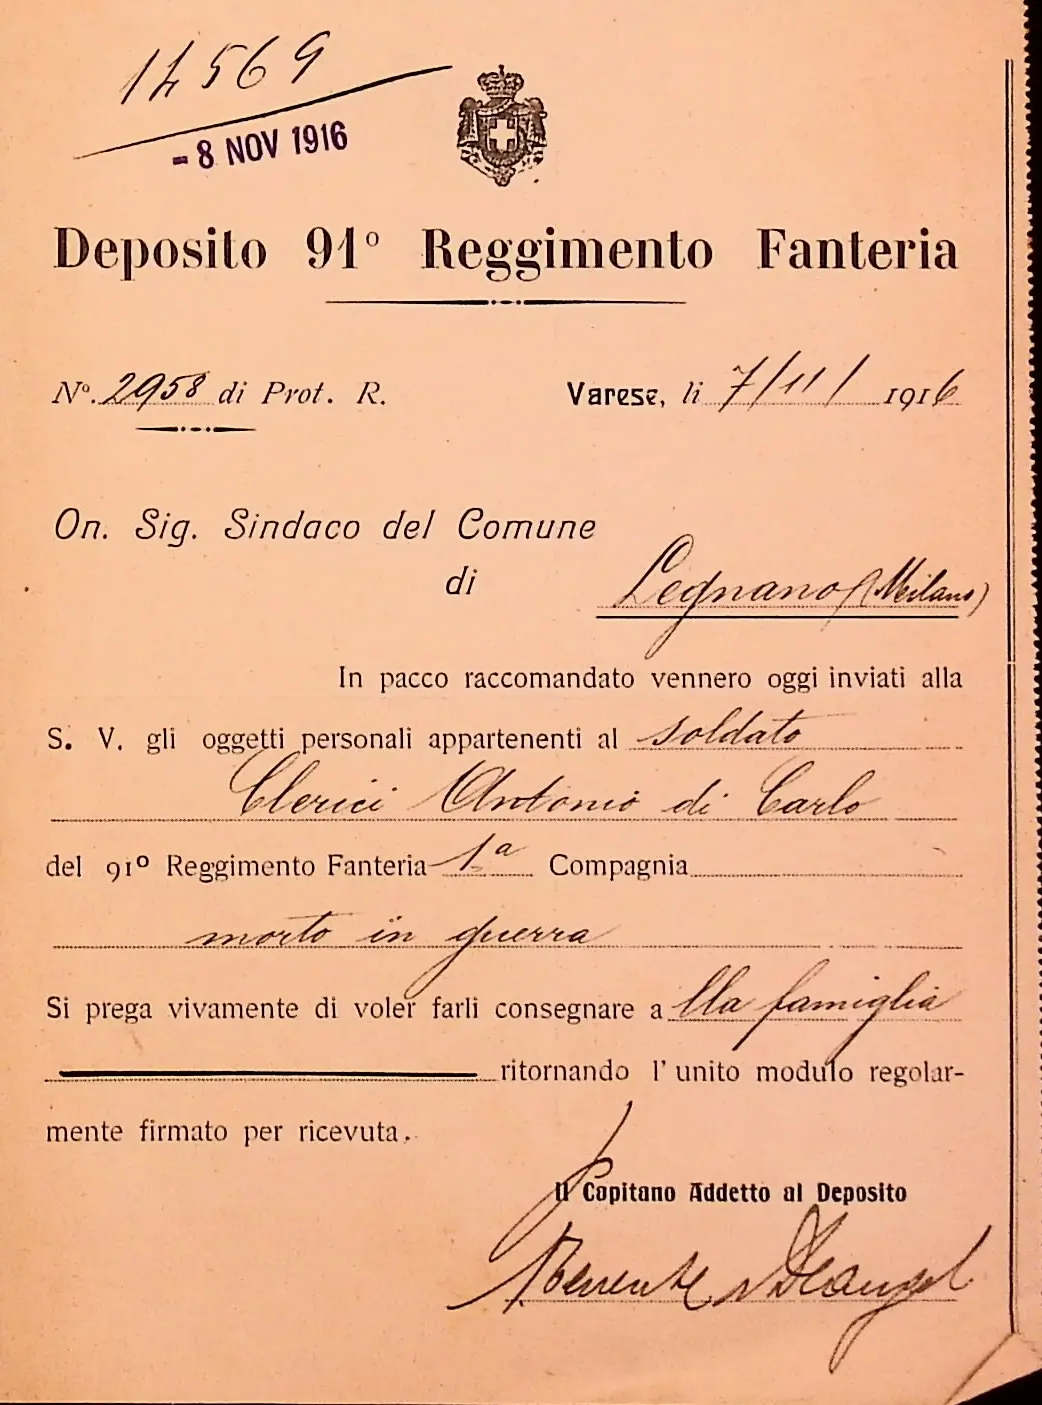 14569
- 8 NOV 1916
Deposito 91° Reggimento Fanteria
N°. 2958 di Prot. R. Varese, li 7/11/ 1916
On. Sig. Sindaco del Comune
di Legnano (Milano)
In pacco raccomandato vennero oggi inviati alla
S. V. gli oggetti personali appartenenti al soldato
Clerici Antonio di Carlo
del 91° Reggimento Fanteria 1ª Compagnia
morto in guerra
Si prega vivamente di voler farli consegnare a lla famiglia
ritornando l'unito modulo regolar-
mente firmato per ricevuta.
Il Capitano Addetto al Deposito